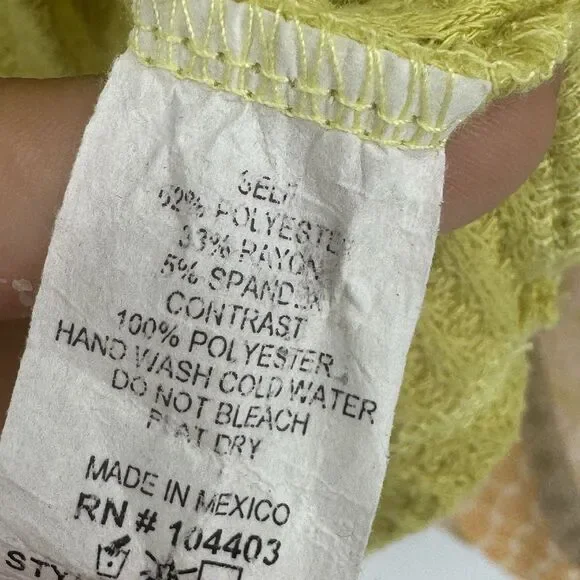 SELF
62% POLYESTER
33% RAYON
5% SPANDEX
CONTRAST
100% POLYESTER
HAND WASH COLD WATER
DO NOT BLEACH
FLAT DRY
MADE IN MEXICO
RN # 104403